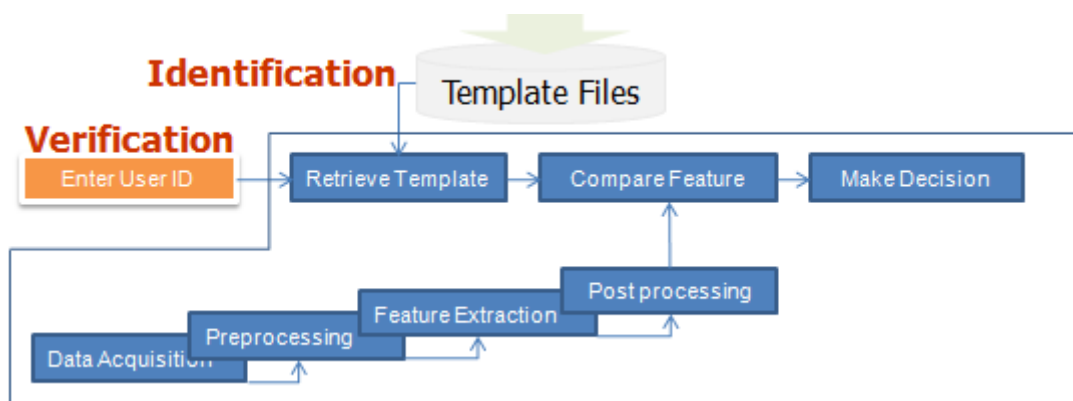 Identification
Template Files
Verification
Enter User ID
Retrieve Template
Compare Feature
Make Decision
Post processing
Feature Extraction
Preprocessing
Data Acquisition